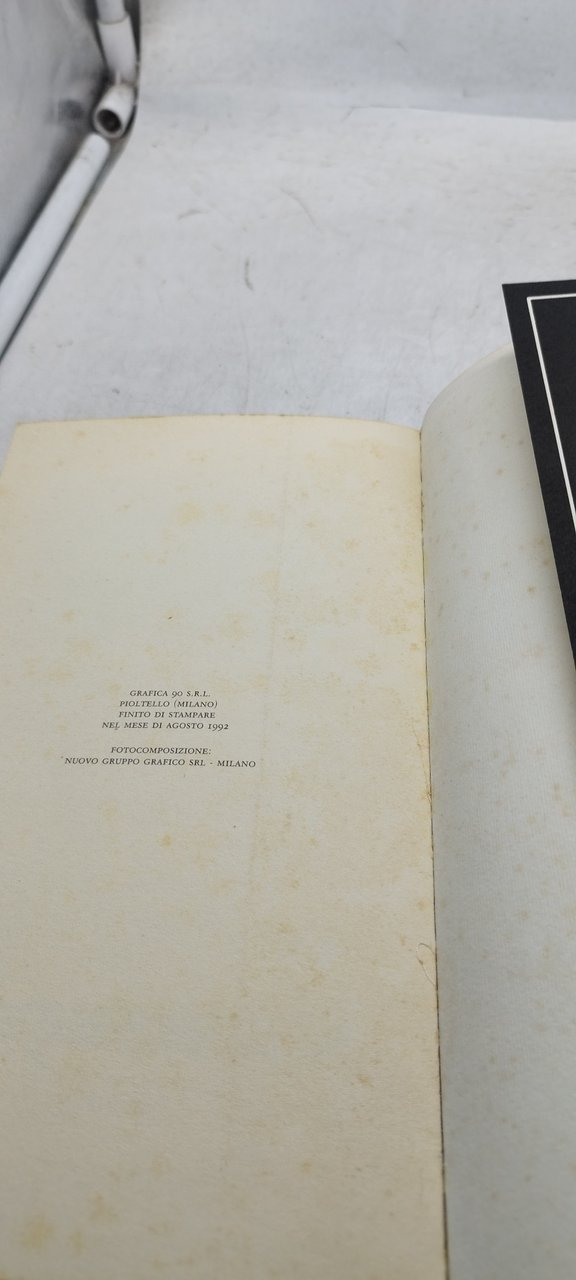 GRAFICA 90 S.R.L.
PIOLTELLO (MILANO)
FINITO DI STAMPARE
NEL MESE DI AGOSTO 1992
FOTOCOMPOSIZIONE:
NUOVO GRUPPO GRAFICO SRL - MILANO